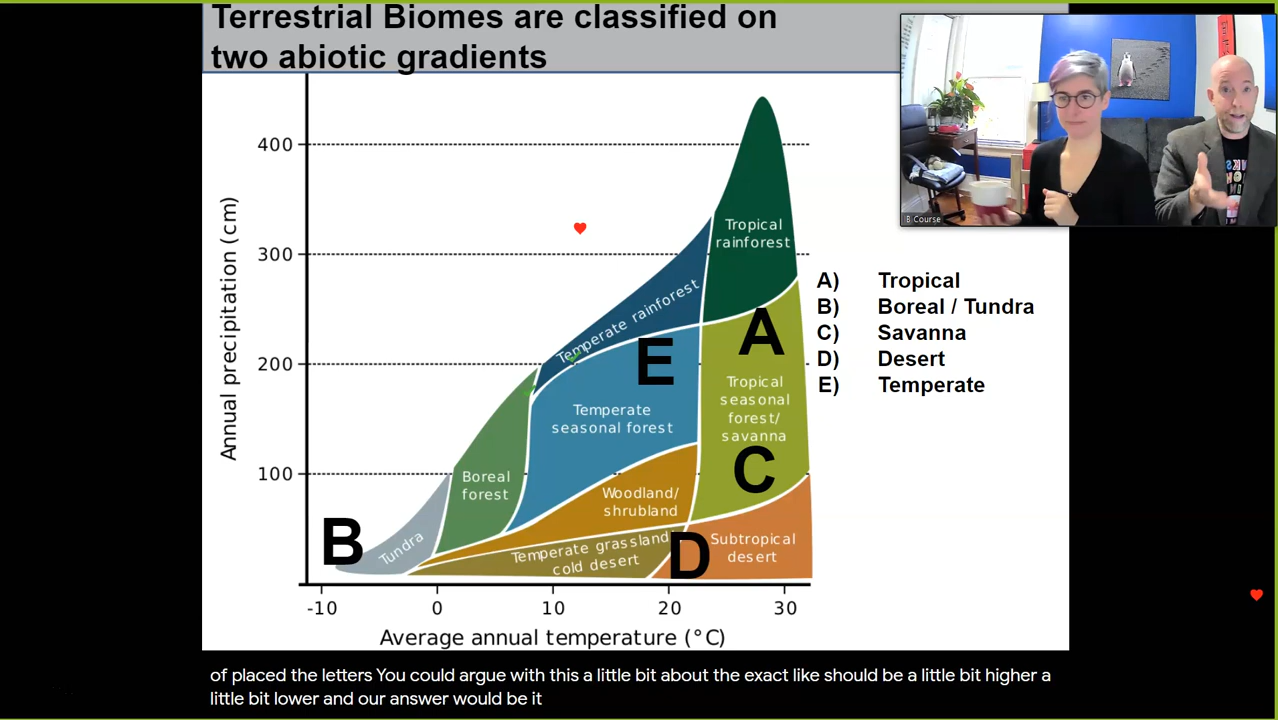 Terrestrial Biomes are classified on
two abiotic gradients
400
300
200
100
Annual precipitation (cm)
Tropical
rainforest
Temperate rainforest
A
E
Tropical
seasonal
forest/
savanna
Temperate
seasonal forest
C
Boreal
forest
Woodland/
shrubland
B
Tundra
Temperate grassland/
cold desert
D
Subtropical
desert
-10 0 10 20 30
Average annual temperature (°C)
A) Tropical
B) Boreal / Tundra
C) Savanna
D) Desert
E) Temperate
B Course
of placed the letters You could argue with this a little bit about the exact like should be a little bit higher a
little bit lower and our answer would be it